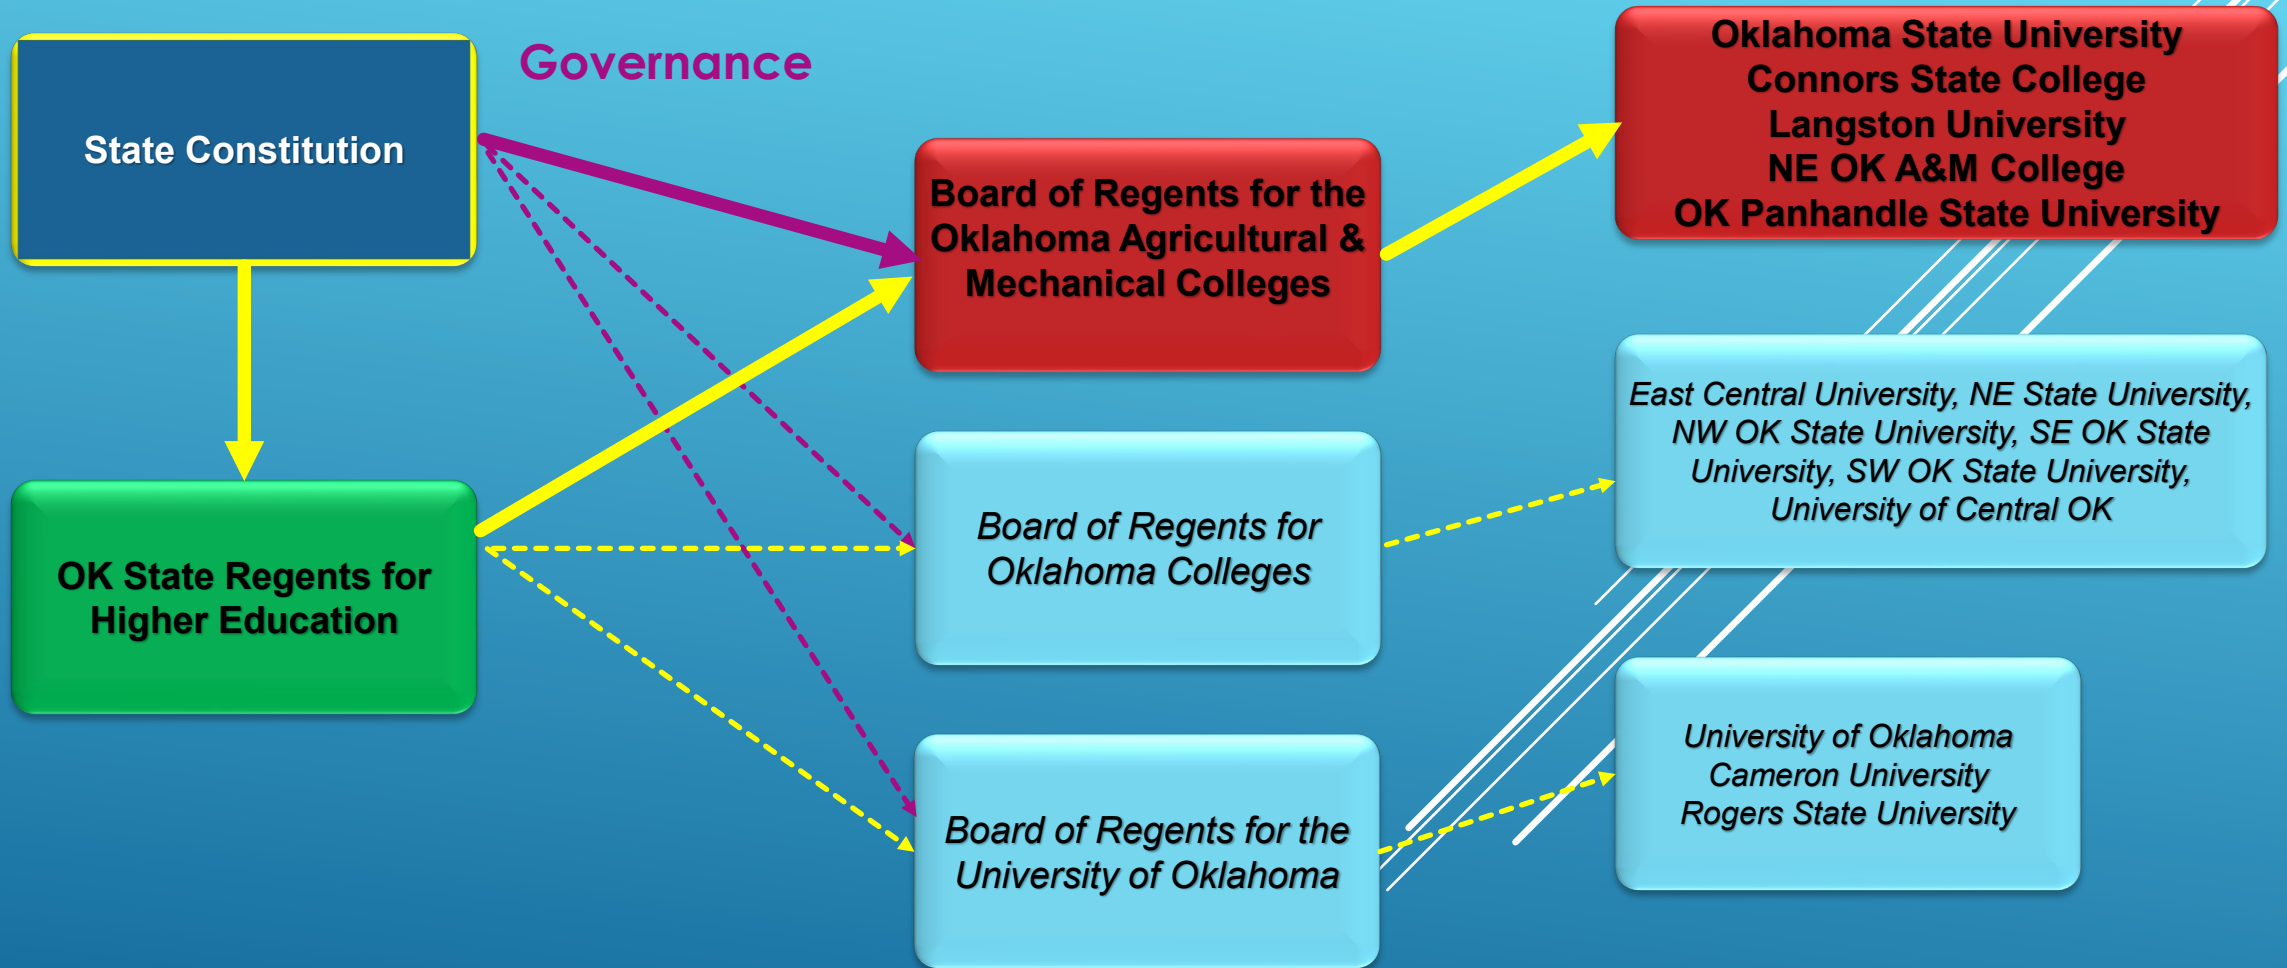 Governance
State Constitution
OK State Regents for
Higher Education
Board of Regents for the
Oklahoma Agricultural &
Mechanical Colleges
Board of Regents for
Oklahoma Colleges
Board of Regents for the
University of Oklahoma
Oklahoma State University
Connors State College
Langston University
NE OK A&M College
OK Panhandle State University
East Central University, NE State University,
NW OK State University, SE OK State
University, SW OK State University,
University of Central OK
University of Oklahoma
Cameron University
Rogers State University